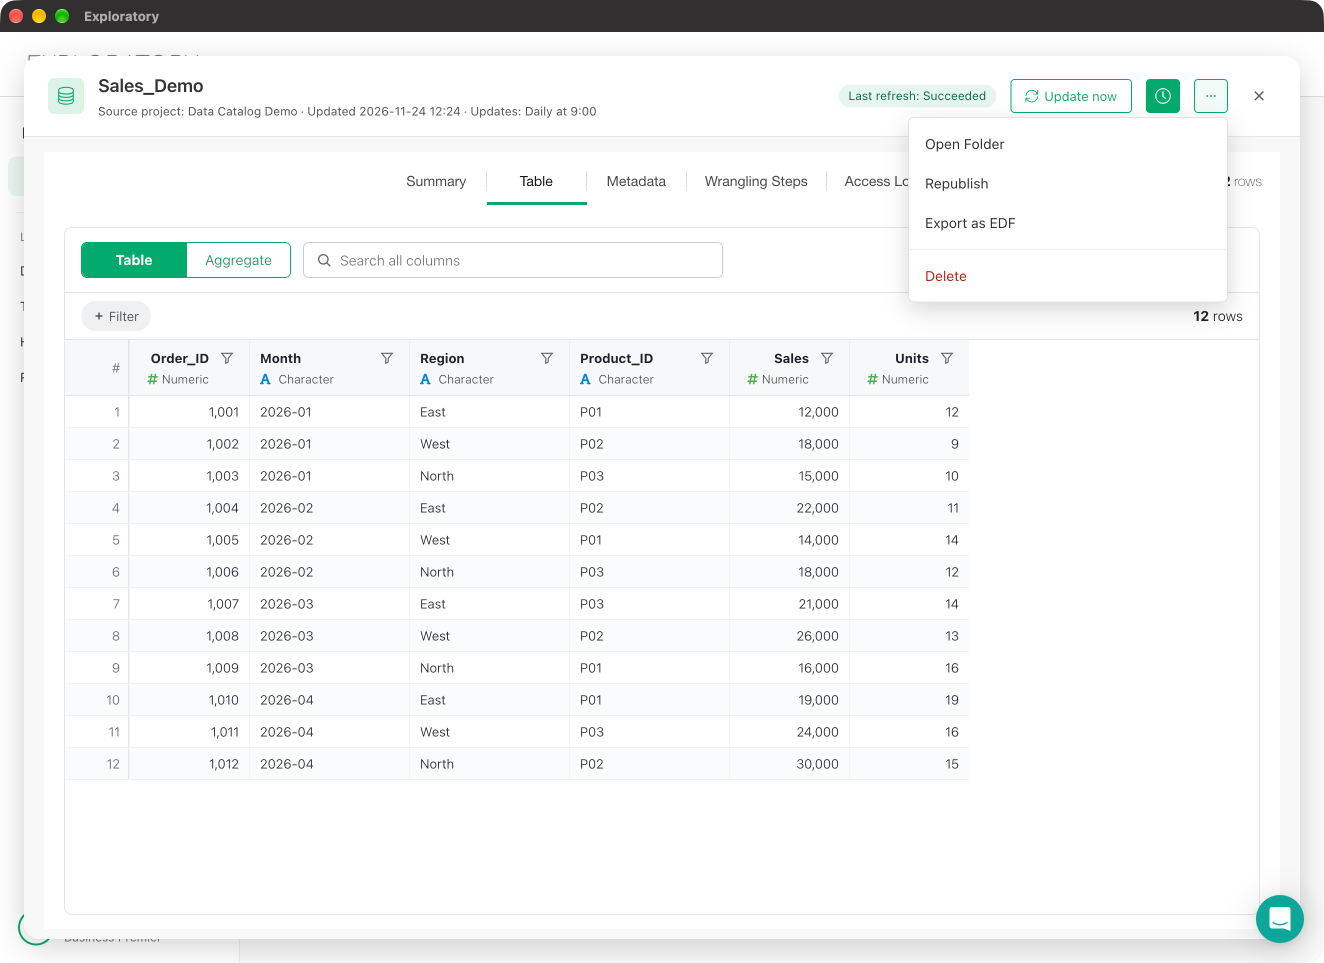 Exploratory
Sales_Demo
Source project: Data Catalog Demo · Updated 2026-11-24 12:24 · Updates: Daily at 9:00
Last refresh: Succeeded
Update now
Open Folder
Republish
Export as EDF
Delete
Summary
Table
Metadata
Wrangling Steps
Access Lo
2 rows
Table
Aggregate
Search all columns
+ Filter
12 rows
# Order_ID Month Region Product_ID Sales Units
# Numeric A Character A Character A Character # Numeric # Numeric
1 1,001 2026-01 East P01 12,000 12
2 1,002 2026-01 West P02 18,000 9
3 1,003 2026-01 North P03 15,000 10
4 1,004 2026-02 East P02 22,000 11
5 1,005 2026-02 West P01 14,000 14
6 1,006 2026-02 North P03 18,000 12
7 1,007 2026-03 East P03 21,000 14
8 1,008 2026-03 West P02 26,000 13
9 1,009 2026-03 North P01 16,000 16
10 1,010 2026-04 East P01 19,000 19
11 1,011 2026-04 West P03 24,000 16
12 1,012 2026-04 North P02 30,000 15
Business Premier